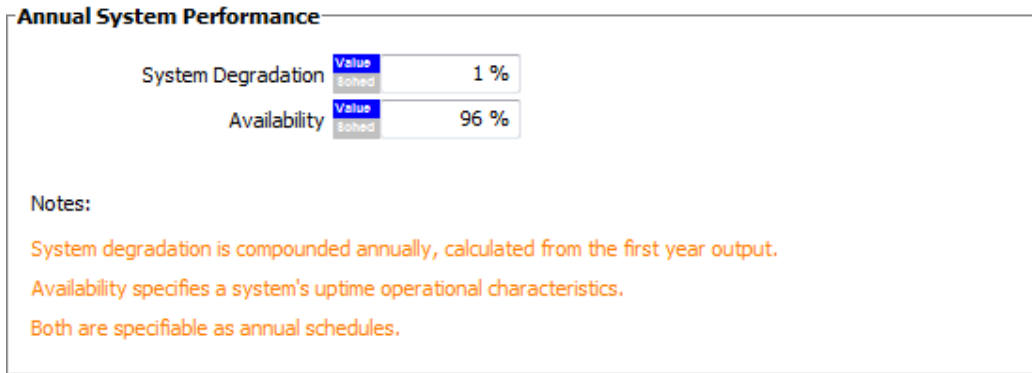 Annual System Performance
System Degradation Value Sched 1 %
Availability Value Sched 96 %
Notes:
System degradation is compounded annually, calculated from the first year output.
Availability specifies a system's uptime operational characteristics.
Both are specifiable as annual schedules.